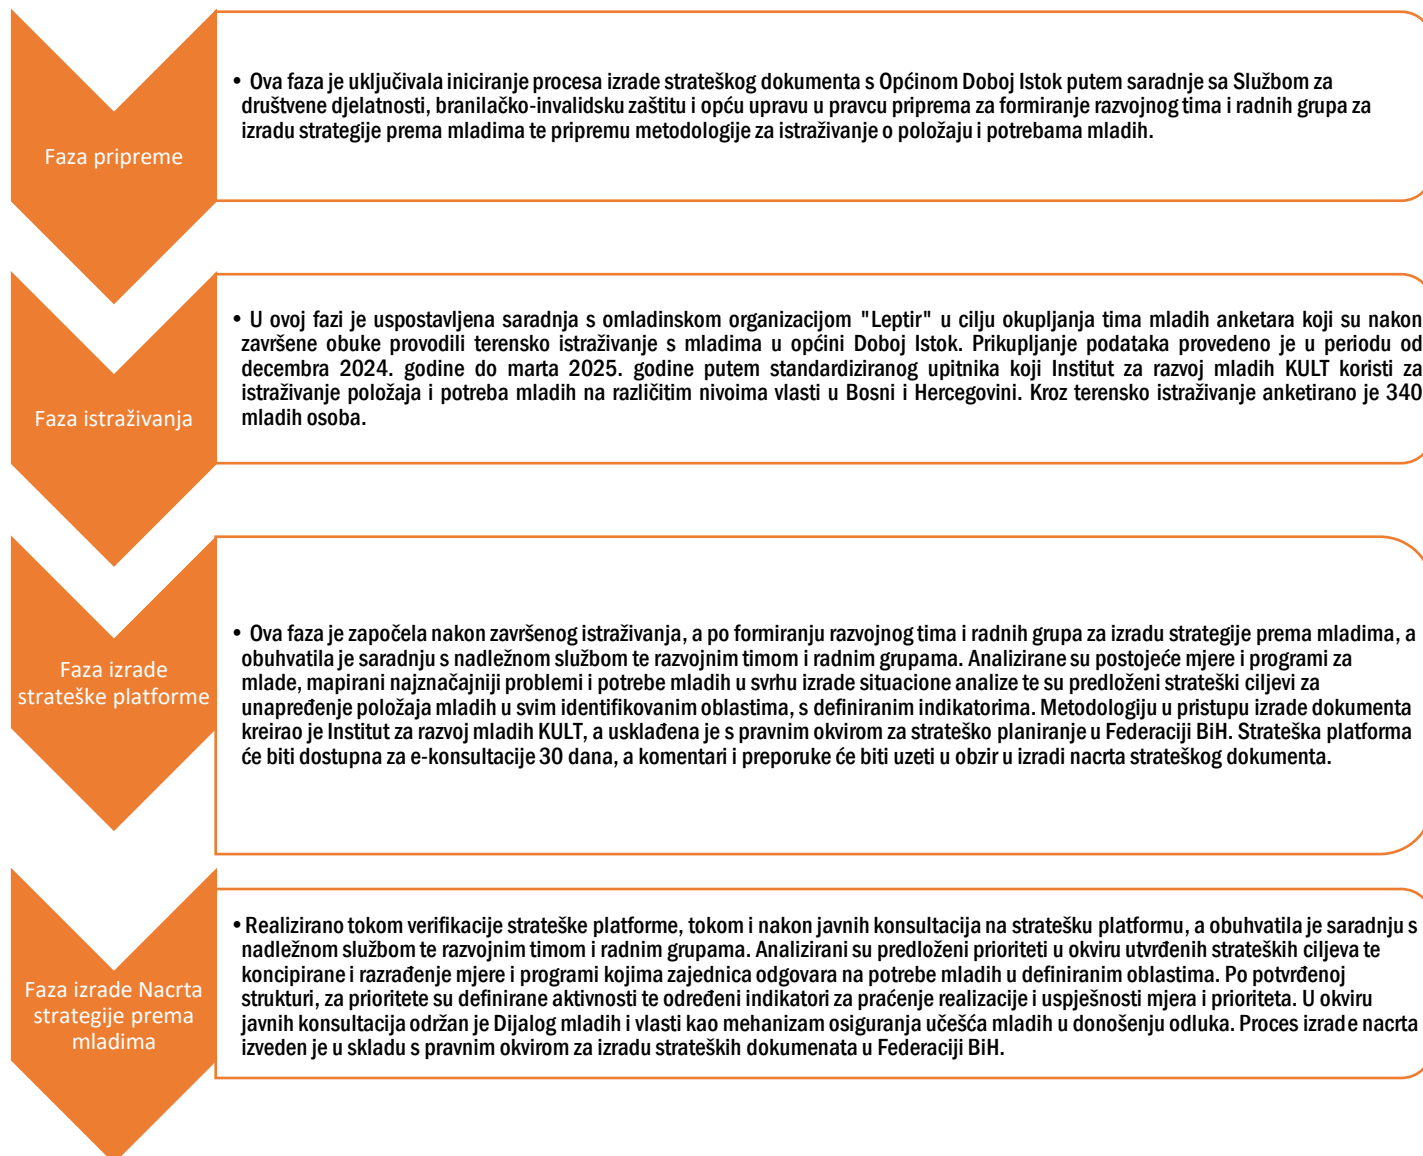 Faza pripreme
• Ova faza je uključivala iniciranje procesa izrade strateškog dokumenta s Općinom Doboj Istok putem saradnje sa Službom za
društvene djelatnosti, branilačko-invalidsku zaštitu i opću upravu u pravcu priprema za formiranje razvojnog tima i radnih grupa za
izradu strategije prema mladima te pripremu metodologije za istraživanje o položaju i potrebama mladih.
Faza istraživanja
• U ovoj fazi je uspostavljena saradnja s omladinskom organizacijom "Leptir" u cilju okupljanja tima mladih anketara koji su nakon
završene obuke provodili terensko istraživanje s mladima u općini Doboj Istok. Prikupljanje podataka provedeno je u periodu od
decembra 2024. godine do marta 2025. godine putem standardiziranog upitnika koji Institut za razvoj mladih KULT koristi za
istraživanje položaja i potreba mladih na različitim nivoima vlasti u Bosni i Hercegovini. Kroz terensko istraživanje anketirano je 340
mladih osoba.
Faza izrade
strateške platforme
• Ova faza je započela nakon završenog istraživanja, a po formiranju razvojnog tima i radnih grupa za izradu strategije prema mladima, a
obuhvatila je saradnju s nadležnom službom te razvojnim timom i radnim grupama. Analizirane su postojeće mjere i programi za
mlade, mapirani najznačajniji problemi i potrebe mladih u svrhu izrade situacione analize te su predloženi strateški ciljevi za
unapređenje položaja mladih u svim identifikovanim oblastima, s definiranim indikatorima. Metodologiju u pristupu izrade dokumenta
kreirao je Institut za razvoj mladih KULT, a usklađena je s pravnim okvirom za strateško planiranje u Federaciji BiH. Strateška platforma
će biti dostupna za e-konsultacije 30 dana, a komentari i preporuke će biti uzeti u obzir u izradi nacrta strateškog dokumenta.
Faza izrade Nacrta
strategije prema
mladima
• Realizirano tokom verifikacije strateške platforme, tokom i nakon javnih konsultacija na stratešku platformu, a obuhvatila je saradnju s
nadležnom službom te razvojnim timom i radnim grupama. Analizirani su predloženi prioriteti u okviru utvrđenih strateških ciljeva te
koncipirane i razrađenje mjere i programi kojima zajednica odgovara na potrebe mladih u definiranim oblastima. Po potvrđenoj
strukturi, za prioritete su definirane aktivnosti te određeni indikatori za praćenje realizacije i uspješnosti mjera i prioriteta. U okviru
javnih konsultacija održan je Dijalog mladih i vlasti kao mehanizam osiguranja učešća mladih u donošenju odluka. Proces izrade nacrta
izveden je u skladu s pravnim okvirom za izradu strateških dokumenata u Federaciji BiH.